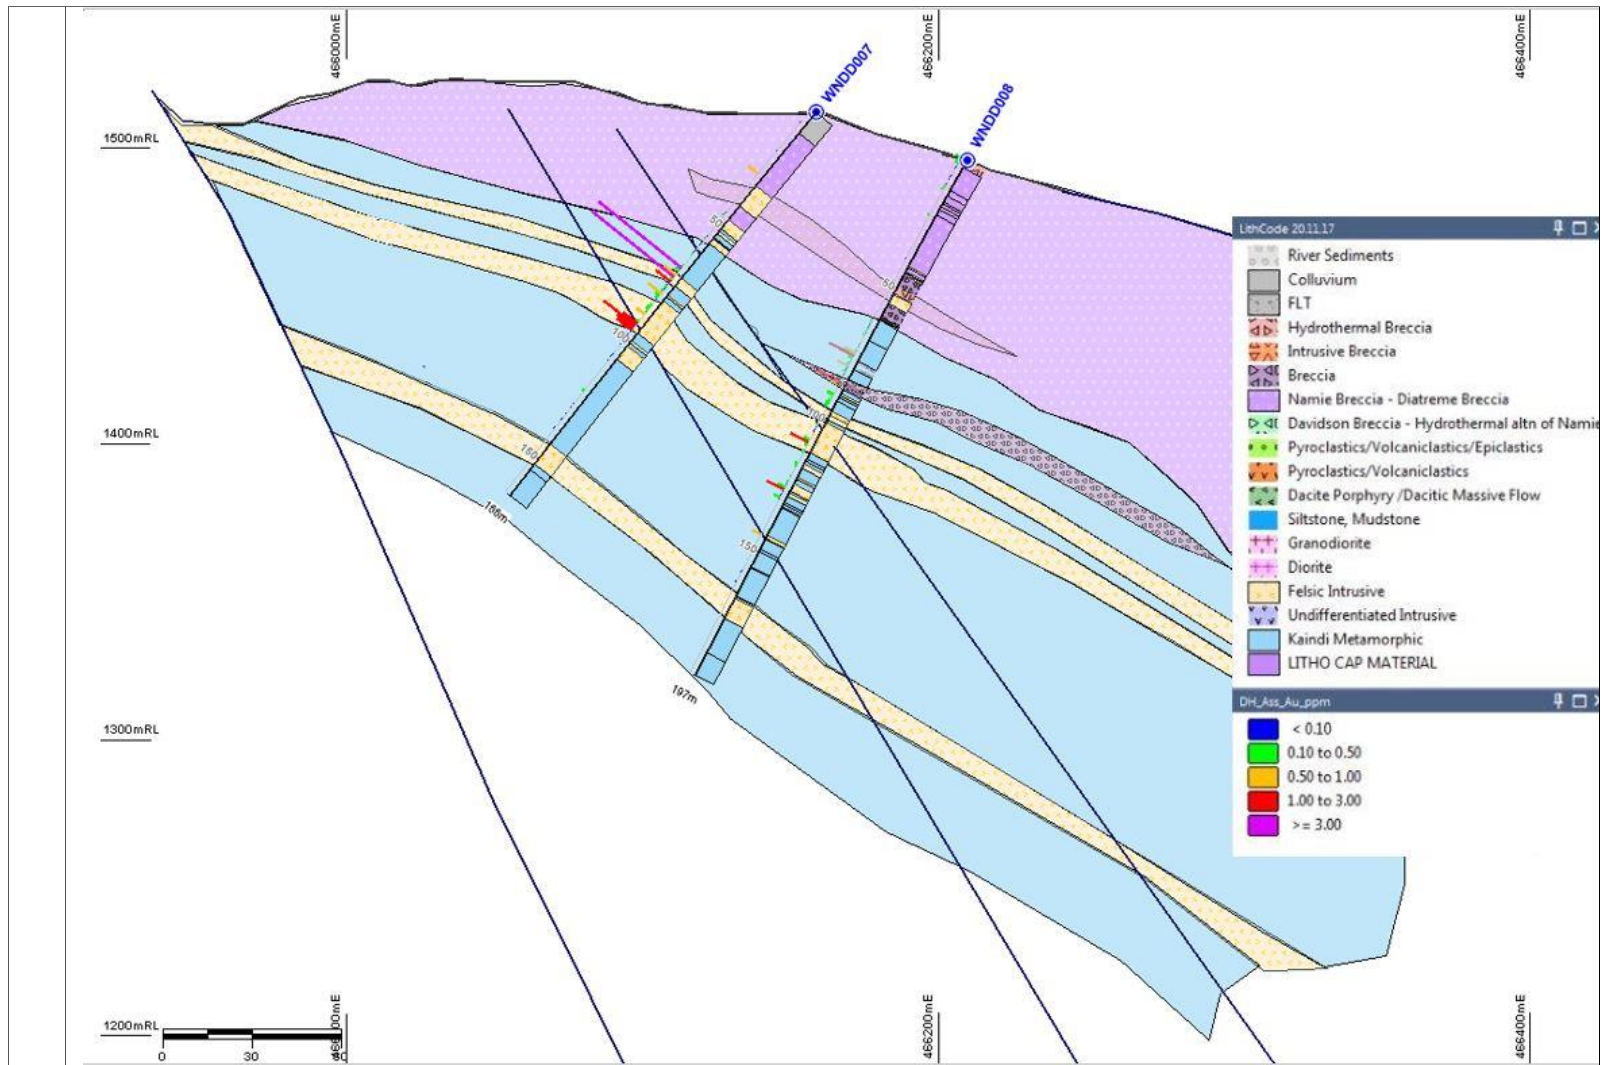 466000mE
466200mE
466400mE
WNDD007
WNDD008
1500mRL
1400mRL
1300mRL
1200mRL
50
100
150
166m
50
100
150
197m
LithCode 20.11.17
River Sediments
Colluvium
FLT
Hydrothermal Breccia
Intrusive Breccia
Breccia
Namie Breccia - Diatreme Breccia
Davidson Breccia - Hydrothermal altn of Namie
Pyroclastics/Volcaniclastics/Epiclastics
Pyroclastics/Volcaniclastics
Dacite Porphyry /Dacitic Massive Flow
Siltstone, Mudstone
Granodiorite
Diorite
Felsic Intrusive
Undifferentiated Intrusive
Kaindi Metamorphic
LITHO CAP MATERIAL
DH_Ass_Au_ppm
< 0.10
0.10 to 0.50
0.50 to 1.00
1.00 to 3.00
>= 3.00
0
30
466200mE
466400mE